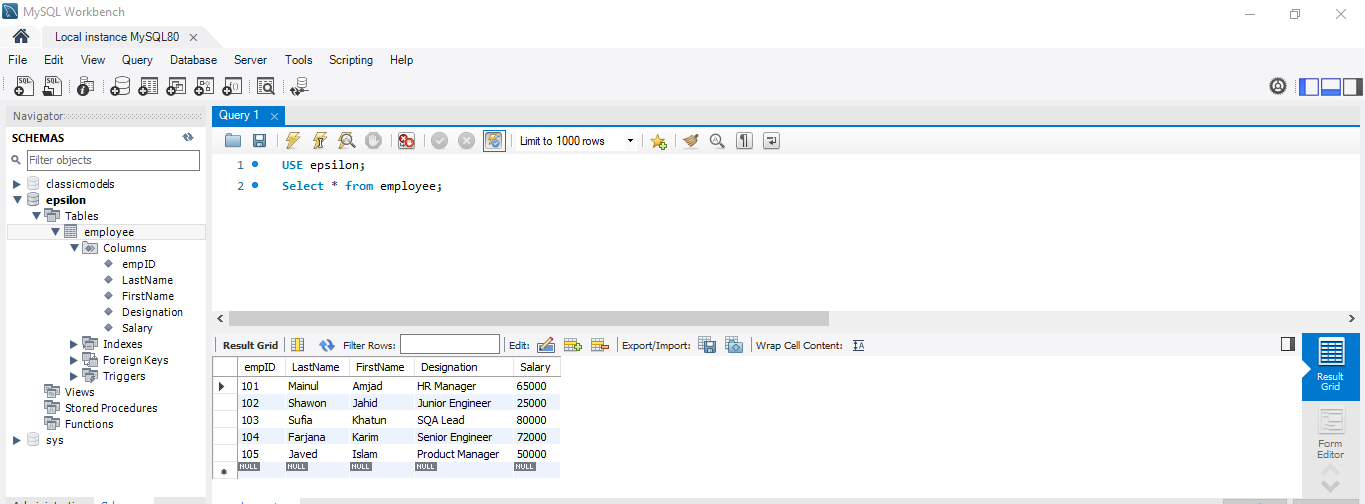 MySQL Workbench
Local instance MySQL80
File Edit View Query Database Server Tools Scripting Help
Navigator
SCHEMAS
Filter objects
classicmodels
epsilon
Tables
employee
Columns
empID
LastName
FirstName
Designation
Salary
Indexes
Foreign Keys
Triggers
Views
Stored Procedures
Functions
sys
Query 1
Limit to 1000 rows
1 USE epsilon;
2 Select * from employee;
Result Grid Filter Rows: Edit: Export/Import: Wrap Cell Content:
empID LastName FirstName Designation Salary
101 Mainul Amjad HR Manager 65000
102 Shawon Jahid Junior Engineer 25000
103 Sufia Khatun SQA Lead 80000
104 Farjana Karim Senior Engineer 72000
105 Javed Islam Product Manager 50000
NULL NULL NULL NULL NULL
Result
Grid
Form
Editor